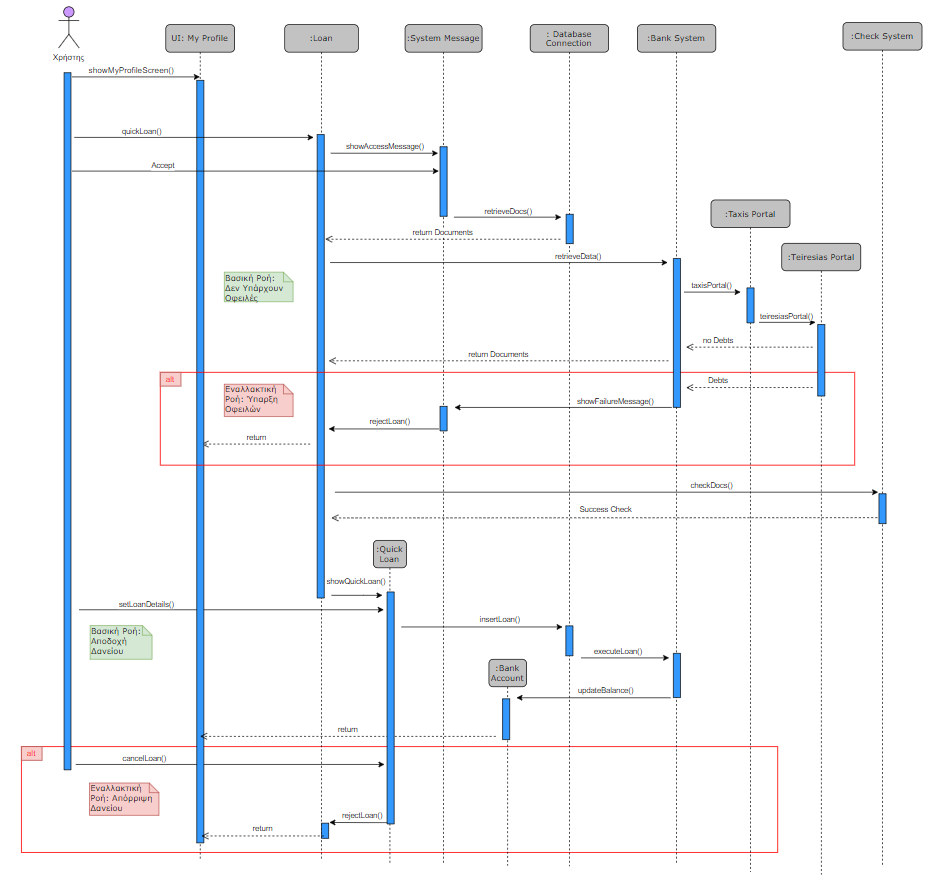 Χρήστης
UI: My Profile
:Loan
:System Message
: Database
Connection
:Bank System
:Check System
showMyProfileScreen()
quickLoan()
showAccessMessage()
Accept
:Taxis Portal
retrieveDocs()
return Documents
:Teiresias Portal
retrieveData()
Βασική Ροή:
Δεν Υπάρχουν
Οφειλές
taxisPortal()
teiresiasPortal()
no Debts
return Documents
alt
Debts
Εναλλακτική
Ροή: Ύπαρξη
Οφειλών
showFailureMessage()
rejectLoan()
return
checkDocs()
Success Check
:Quick
Loan
showQuickLoan()
setLoanDetails()
insertLoan()
Βασική Ροή:
Αποδοχή
Δανείου
executeLoan()
:Bank
Account
updateBalance()
return
alt
cancelLoan()
Εναλλακτική
Ροή: Απόρριψη
Δανείου
rejectLoan()
return